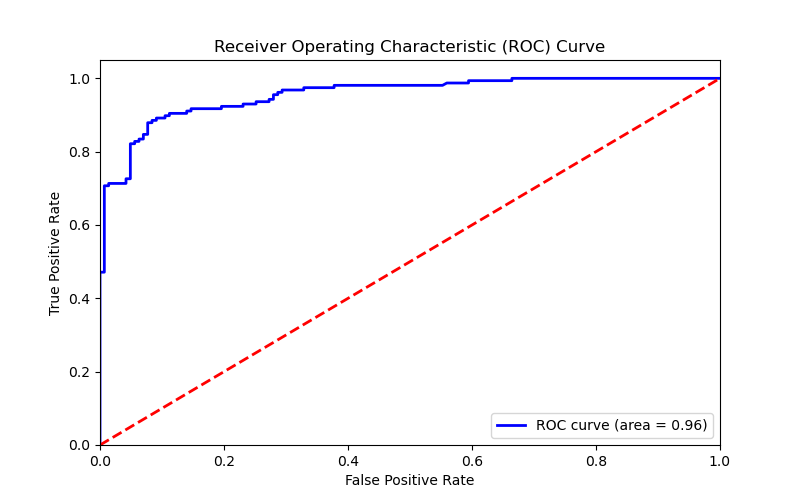 Receiver Operating Characteristic (ROC) Curve
True Positive Rate
1.0
0.8
0.6
0.4
0.2
0.0
ROC curve (area = 0.96)
0.0 0.2 0.4 0.6 0.8 1.0
False Positive Rate